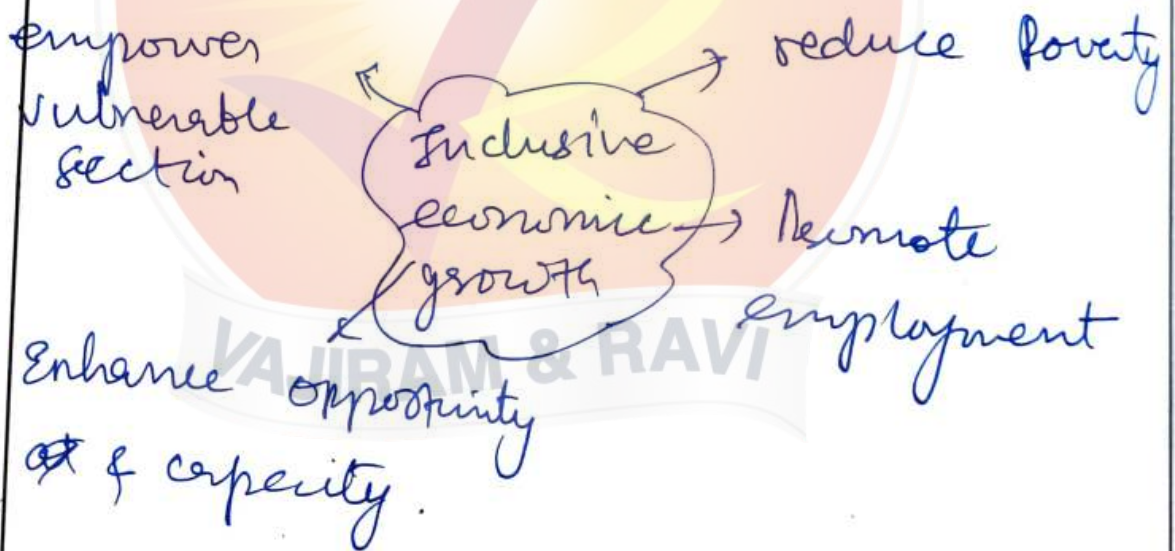 empower
vulnerable
section
reduce Poverty
Inclusive
economic
growth
Promote
employment
Enhance opportunity
& capacity.
VAJIRAM & RAVI